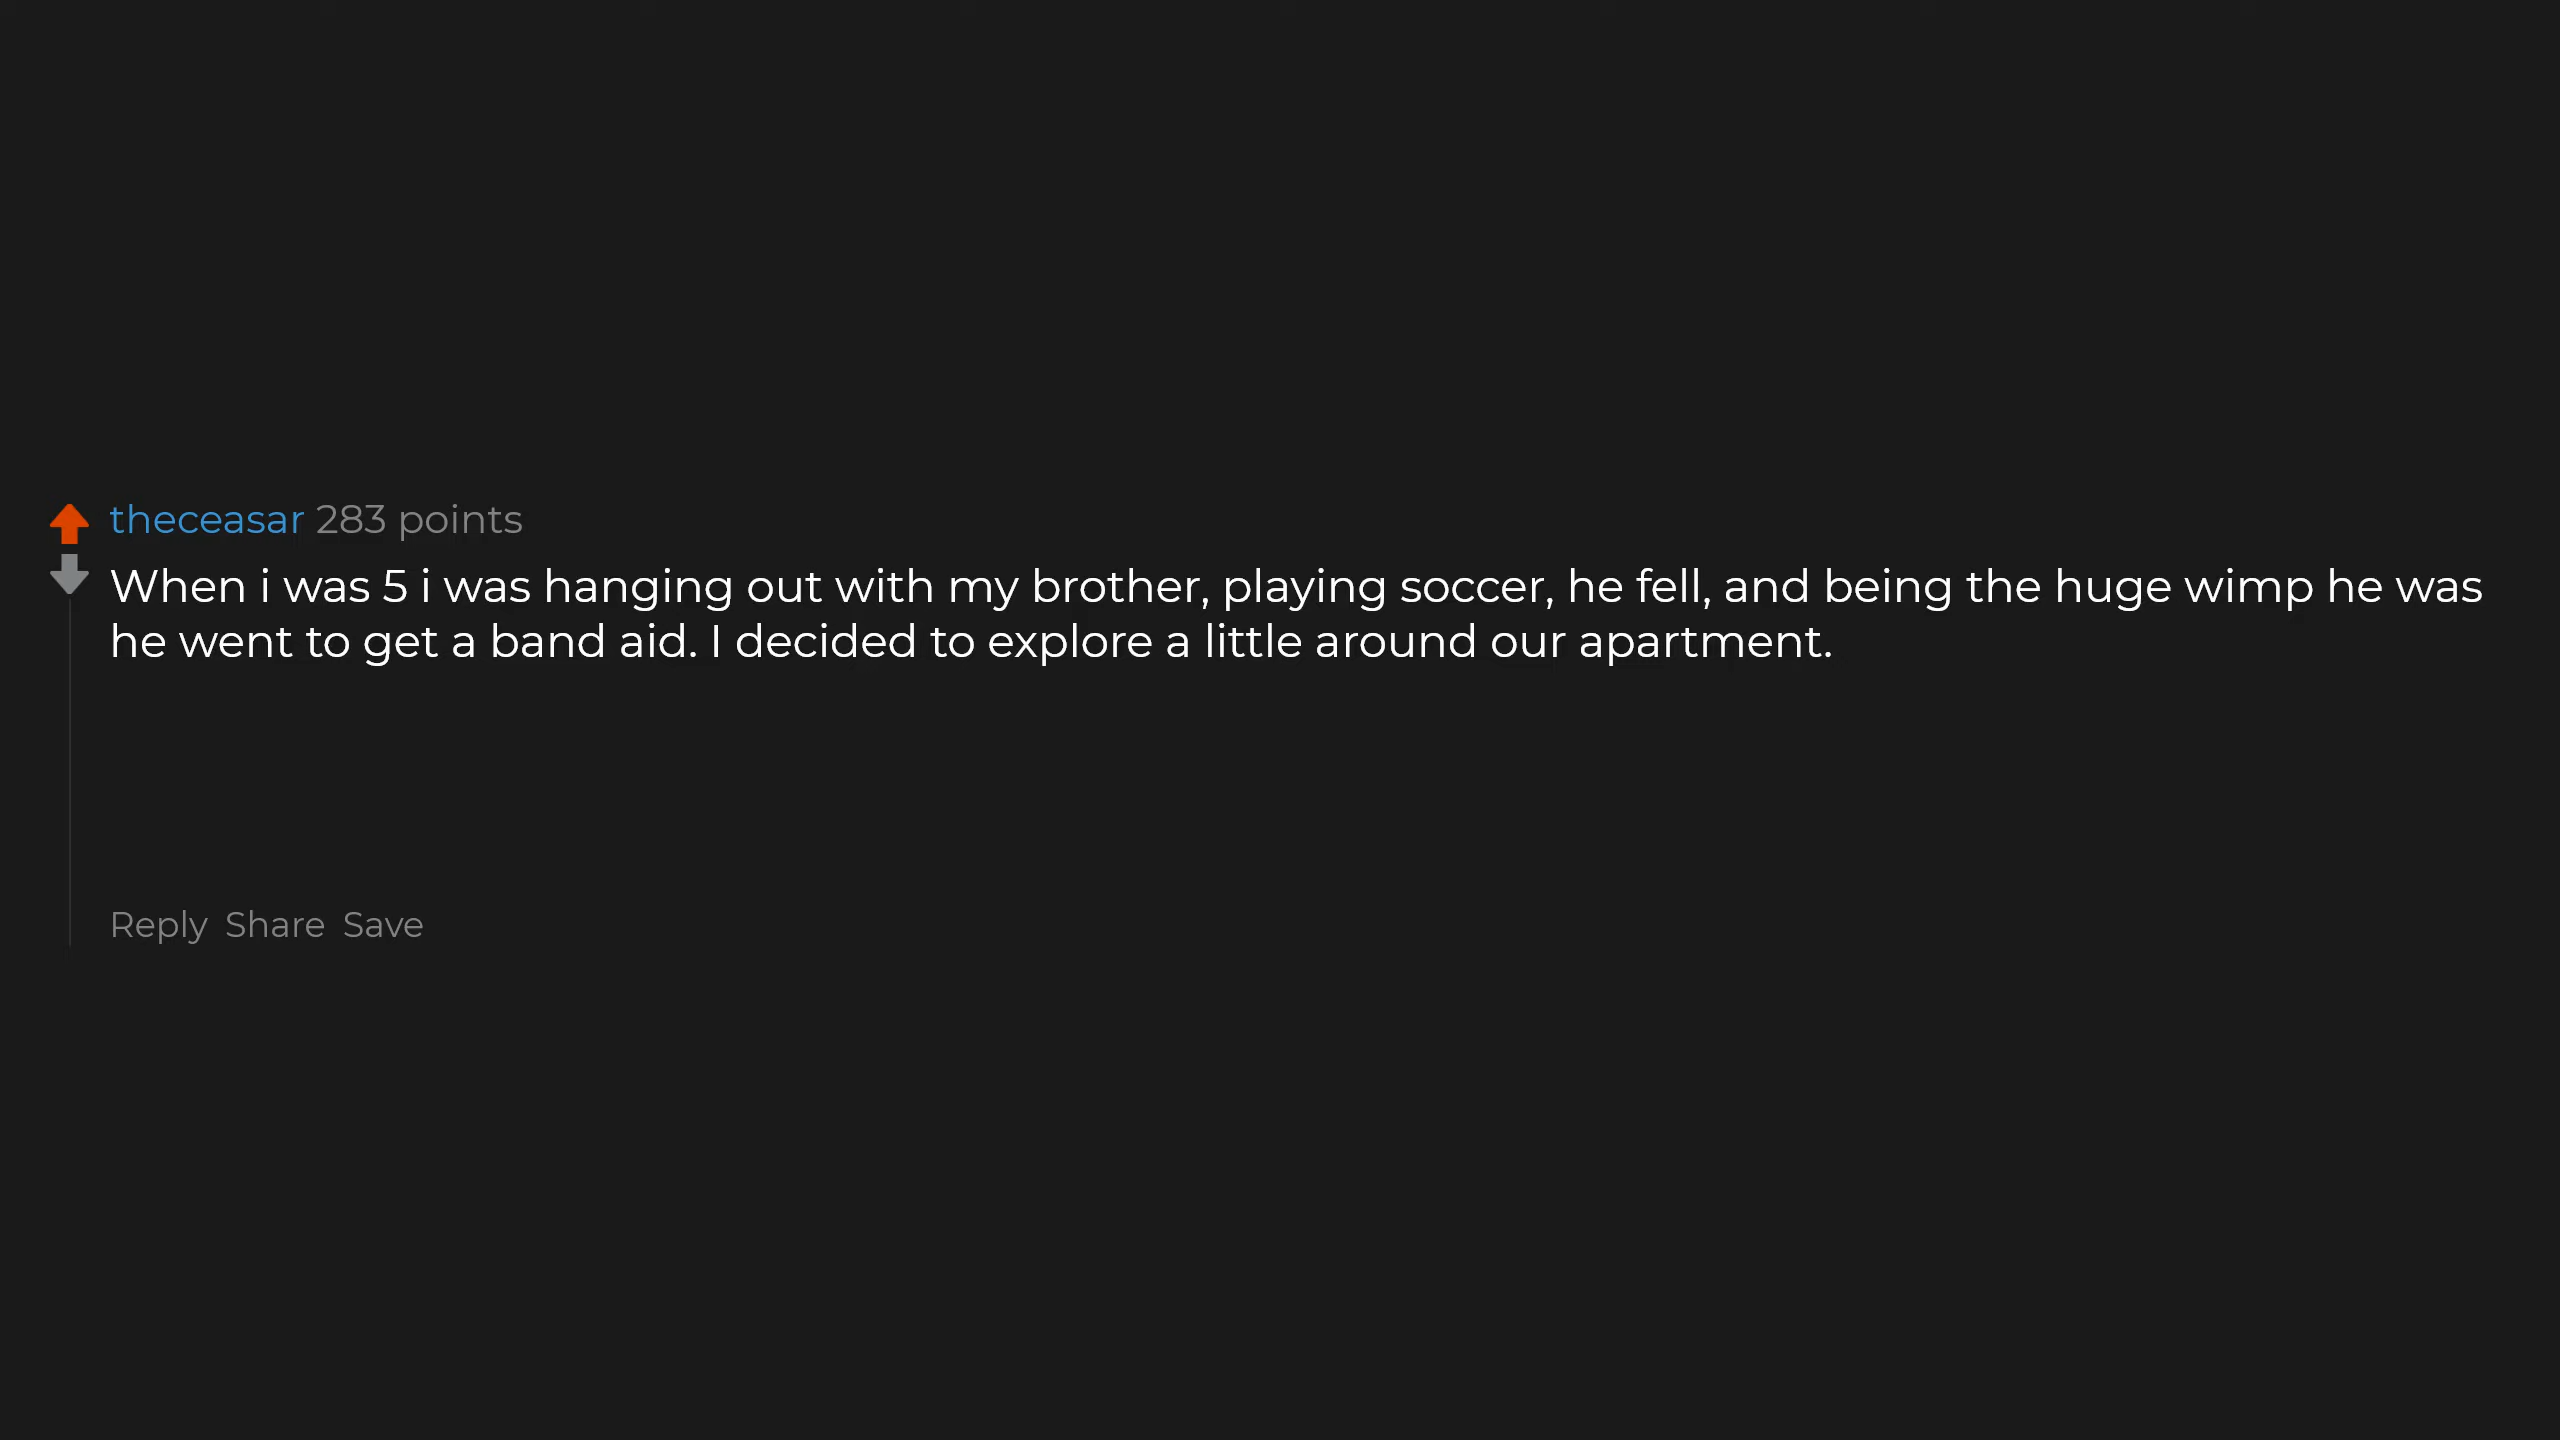 theceasar 283 points
When i was 5 i was hanging out with my brother, playing soccer, he fell, and being the huge wimp he was
he went to get a band aid. I decided to explore a little around our apartment.
Reply Share Save